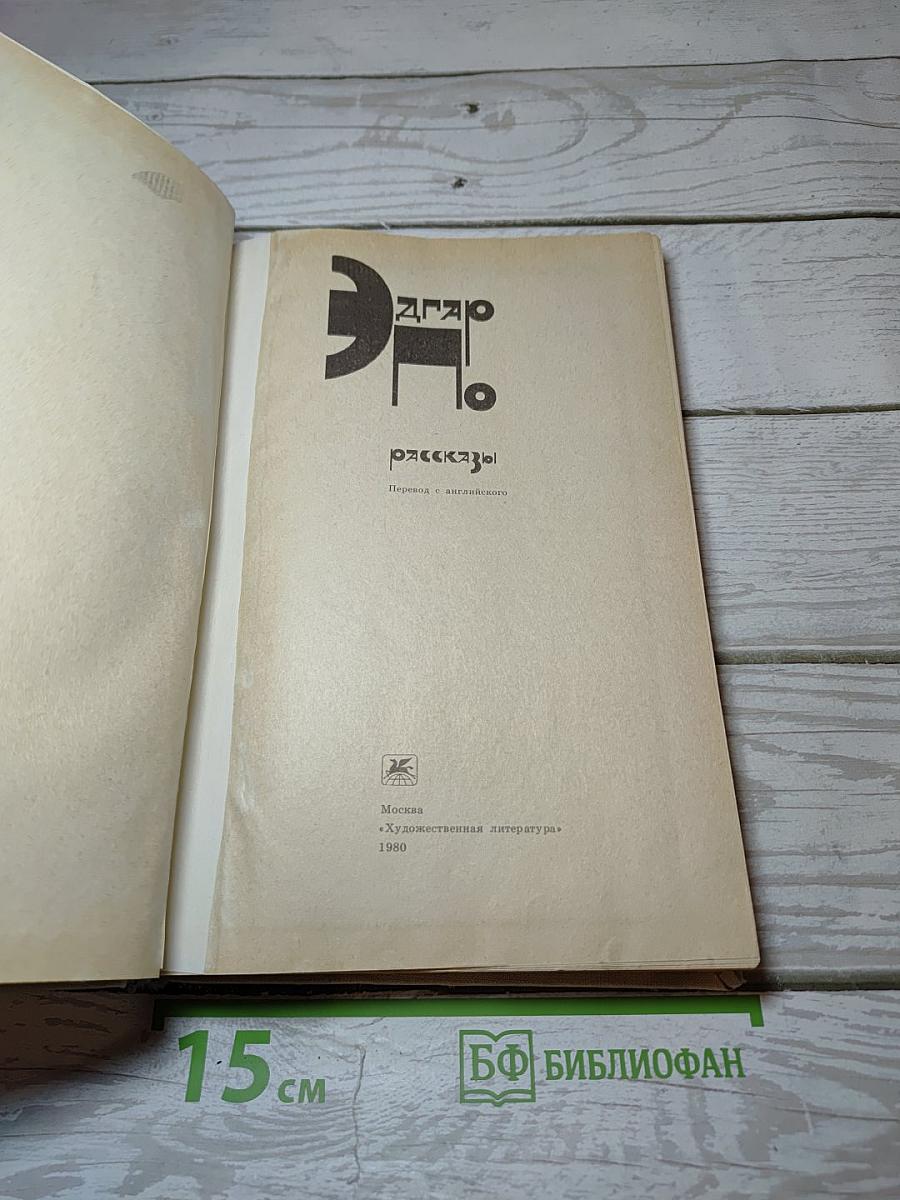 Эдгар
По
рассказы
Перевод с английского
Москва
«Художественная литература»
1980
15 см
БФ БИБЛИОФАН